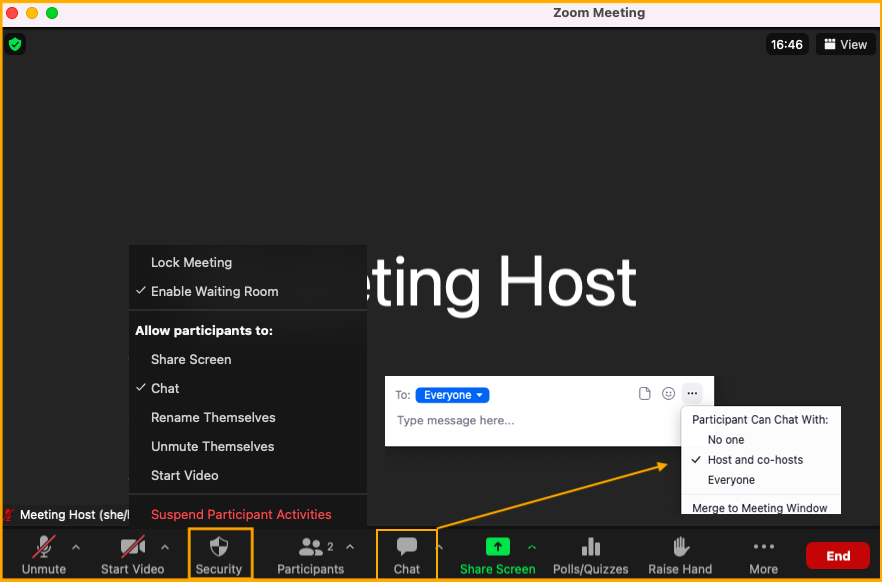 Zoom Meeting
16:46
View
eting Host
Lock Meeting
Enable Waiting Room
Allow participants to:
Share Screen
Chat
Rename Themselves
Unmute Themselves
Start Video
Suspend Participant Activities
To: Everyone
Type message here...
Participant Can Chat With:
No one
Host and co-hosts
Everyone
Merge to Meeting Window
Meeting Host (she/
Unmute
Start Video
Security
2
Participants
Chat
Share Screen
Polls/Quizzes
Raise Hand
More
End